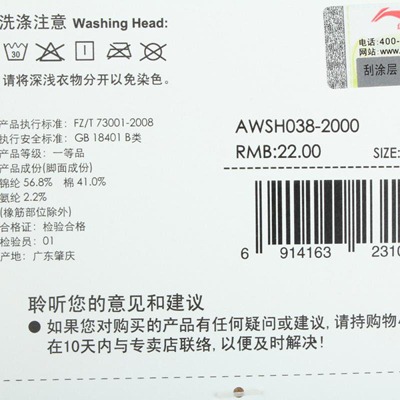 洗涤注意 Washing Head:
30
请将深浅衣物分开以免染色。
电话:400-
网站:www.
刮涂层
产品执行标准: FZ/T 73001-2008
执行安全标准: GB 18401 B类
产品等级: 一等品
产品成份(脚面成份)
锦纶 56.8% 棉 41.0%
氨纶 2.2%
(橡筋部位除外)
合格证: 检验合格
检验员: 01
产地: 广东肇庆
AWSH038-2000
RMB:22.00 SIZE:
6 914163 2310
聆听您的意见和建议
● 如果您对购买的产品有任何疑问或建议, 请持购物
在10天内与专卖店联络, 以便及时解决!